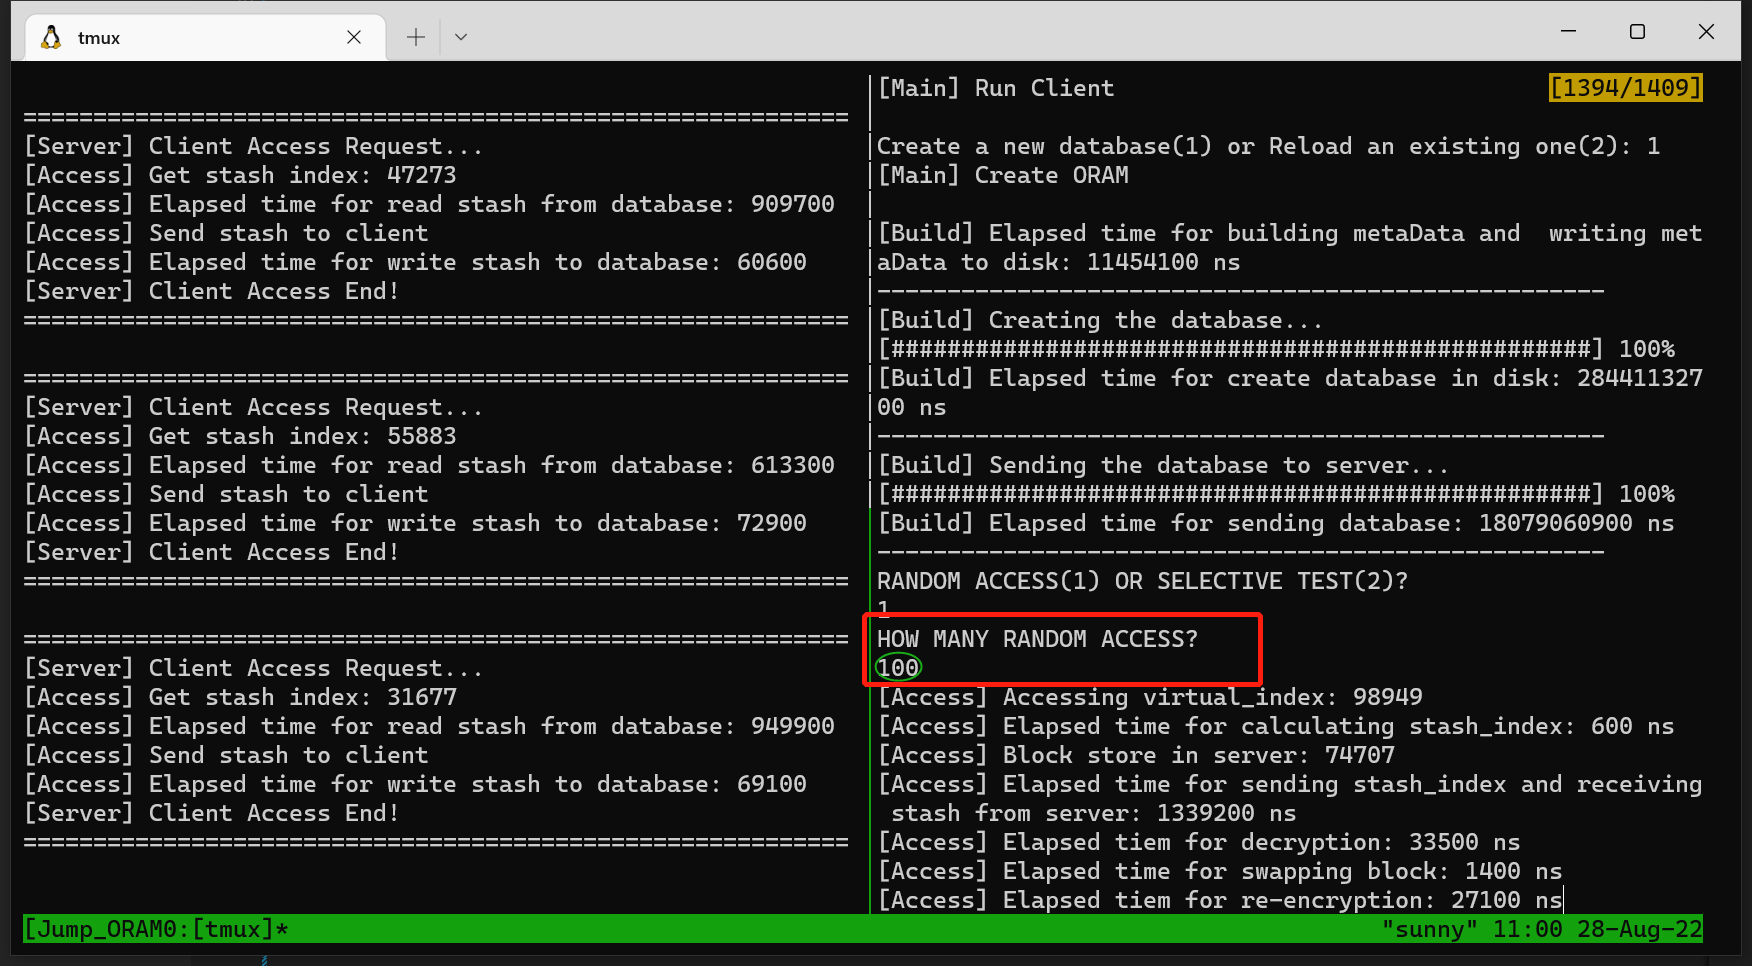 tmux
==========================================================
[Server] Client Access Request...
[Access] Get stash index: 47273
[Access] Elapsed time for read stash from database: 909700
[Access] Send stash to client
[Access] Elapsed time for write stash to database: 60600
[Server] Client Access End!
==========================================================
==========================================================
[Server] Client Access Request...
[Access] Get stash index: 55883
[Access] Elapsed time for read stash from database: 613300
[Access] Send stash to client
[Access] Elapsed time for write stash to database: 72900
[Server] Client Access End!
==========================================================
==========================================================
[Server] Client Access Request...
[Access] Get stash index: 31677
[Access] Elapsed time for read stash from database: 949900
[Access] Send stash to client
[Access] Elapsed time for write stash to database: 69100
[Server] Client Access End!
==========================================================
[Main] Run Client [1394/1409]
Create a new database(1) or Reload an existing one(2): 1
[Main] Create ORAM
[Build] Elapsed time for building metaData and  writing met
aData to disk: 11454100 ns
----------------------------------------------------
[Build] Creating the database...
[##################################################] 100%
[Build] Elapsed time for create database in disk: 284411327
00 ns
----------------------------------------------------
[Build] Sending the database to server...
[##################################################] 100%
[Build] Elapsed time for sending database: 18079060900 ns
----------------------------------------------------
RANDOM ACCESS(1) OR SELECTIVE TEST(2)?
1
HOW MANY RANDOM ACCESS?
100
[Access] Accessing virtual_index: 98949
[Access] Elapsed time for calculating stash_index: 600 ns
[Access] Block store in server: 74707
[Access] Elapsed time for sending stash_index and receiving
 stash from server: 1339200 ns
[Access] Elapsed tiem for decryption: 33500 ns
[Access] Elapsed time for swapping block: 1400 ns
[Access] Elapsed tiem for re-encryption: 27100 ns
[Jump_ORAM0:[tmux]* "sunny" 11:00 28-Aug-22